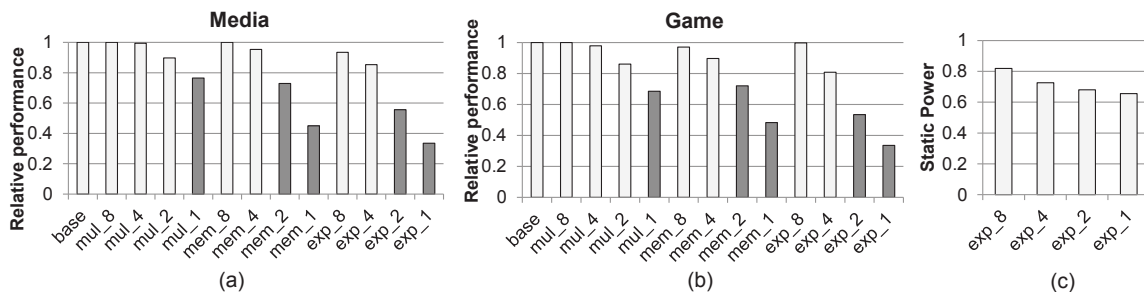 Media
Relative performance
1
0.8
0.6
0.4
0.2
0
base
mul_8
mul_4
mul_2
mul_1
mem_8
mem_4
mem_2
mem_1
exp_8
exp_4
exp_2
exp_1
(a)
Game
Relative performance
1
0.8
0.6
0.4
0.2
0
base
mul_8
mul_4
mul_2
mul_1
mem_8
mem_4
mem_2
mem_1
exp_8
exp_4
exp_2
exp_1
(b)
Static Power
1
0.8
0.6
0.4
0.2
0
exp_8
exp_4
exp_2
exp_1
(c)